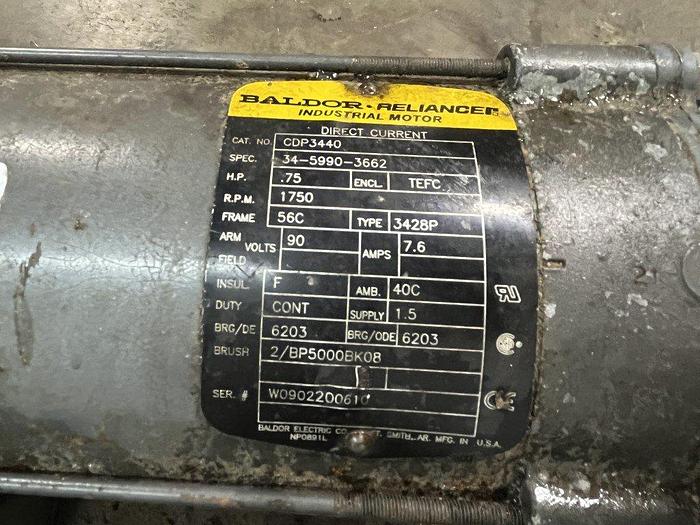 BALDOR • RELIANCE
INDUSTRIAL MOTOR
DIRECT CURRENT
CAT. NO. CDP3440
SPEC. 34-5990-3662
H.P. .75 ENCL. TEFC
R.P.M. 1750
FRAME 56C TYPE 3428P
ARM VOLTS 90 AMPS 7.6
FIELD
INSUL. F AMB. 40C
DUTY CONT SUPPLY 1.5
BRG/DE 6203 BRG/ODE 6203
BRUSH 2/BP5000BK08
SER. # W0902200610
BALDOR ELECTRIC CO. FT. SMITH, AR. MFG. IN U.S.A.
NP0891L
CE